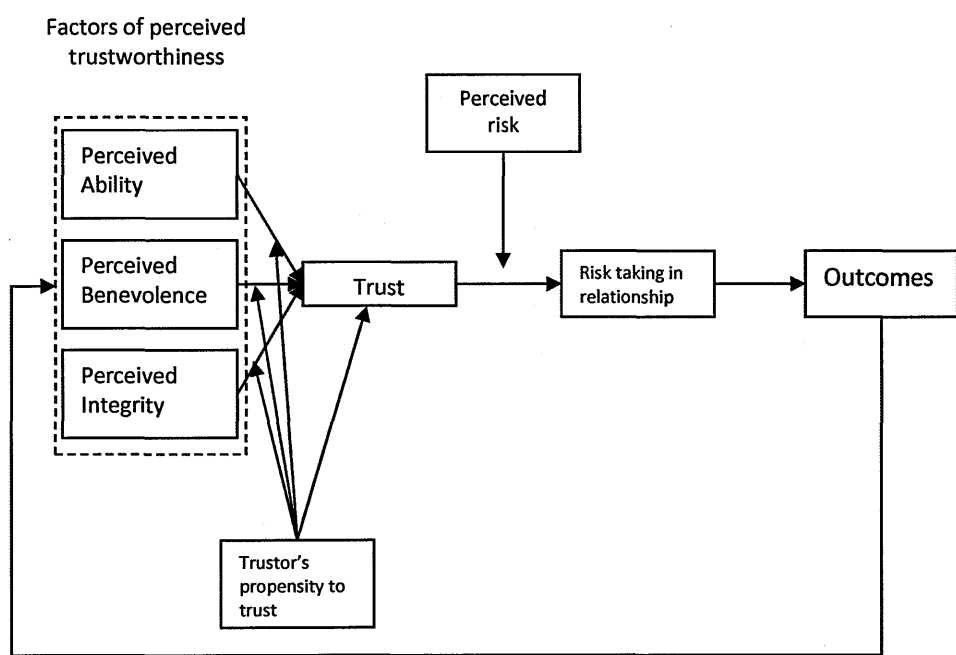 Factors of perceived
trustworthiness
Perceived
risk
Perceived
Ability
Perceived
Benevolence
Trust
Risk taking in
relationship
Outcomes
Perceived
Integrity
Trustor's
propensity to
trust